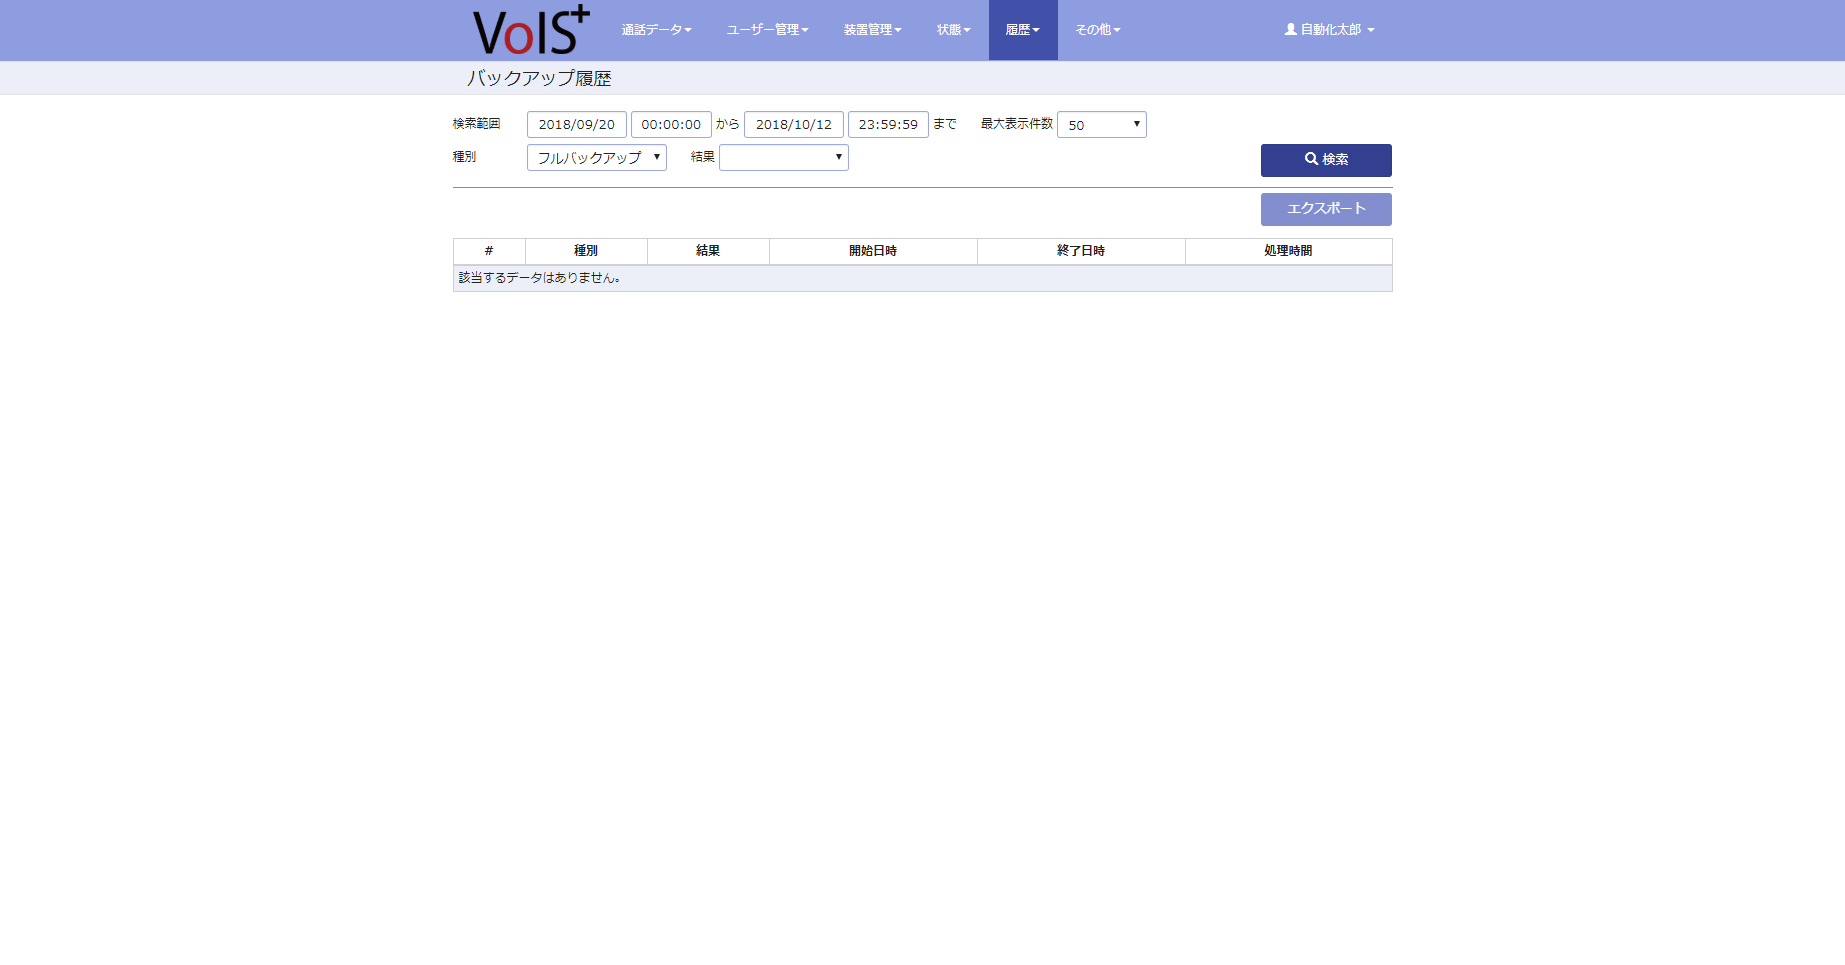 VoIS+ 通話データ ユーザー管理 装置管理 状態 履歴 その他 自動化太郎
バックアップ履歴
検索範囲 2018/09/20 00:00:00 から 2018/10/12 23:59:59 まで 最大表示件数 50
種別 フルバックアップ 結果 検索
エクスポート
# 種別 結果 開始日時 終了日時 処理時間
該当するデータはありません。